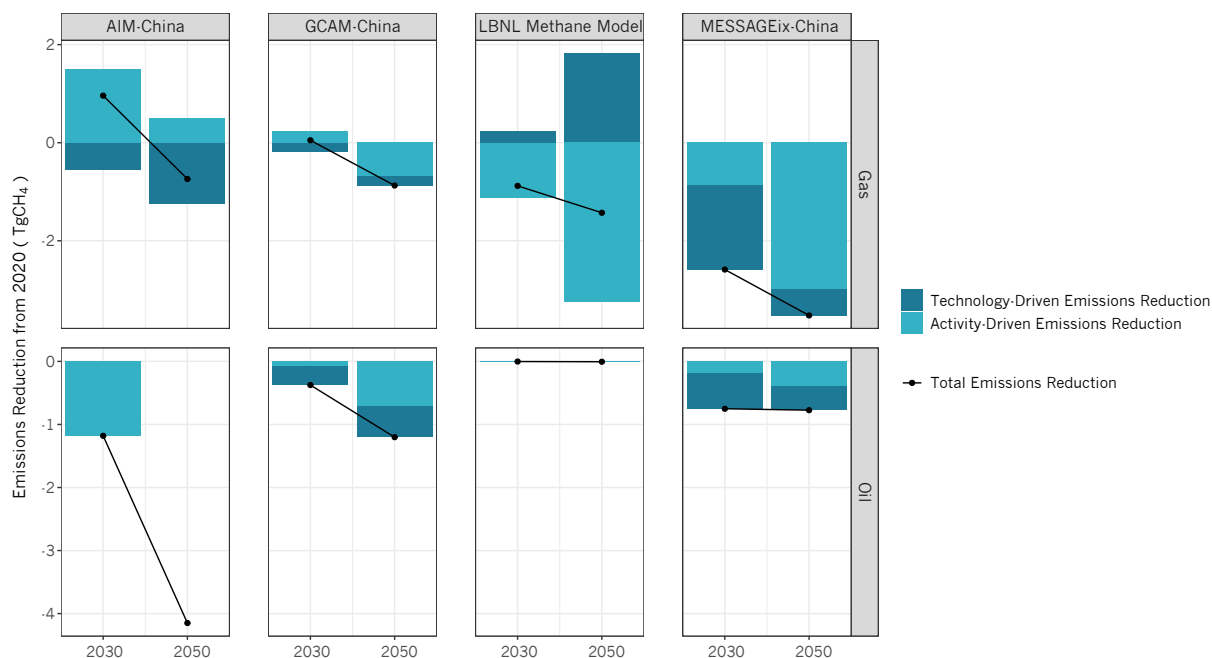 AIM-China
GCAM-China
LBNL Methane Model
MESSAGEix-China
Emissions Reduction from 2020 ( TgCH₄ )
2
0
-2
Gas
0
-1
-2
-3
-4
Oil
2030 2050
2030 2050
2030 2050
2030 2050
Technology-Driven Emissions Reduction
Activity-Driven Emissions Reduction
Total Emissions Reduction